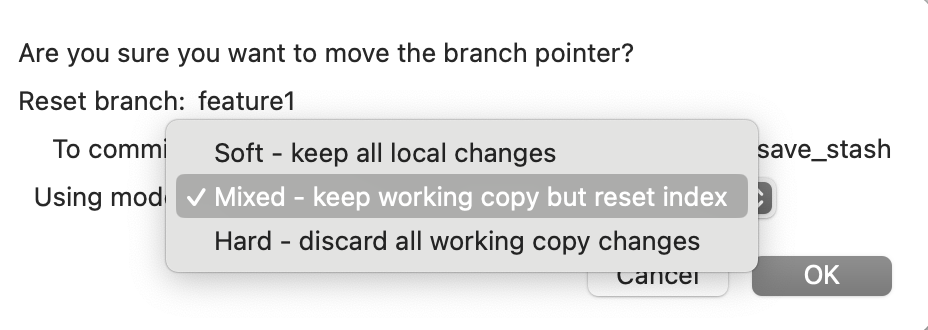 Are you sure you want to move the branch pointer?
Reset branch: feature1
To commi save_stash
Soft - keep all local changes
Using mod
✓ Mixed - keep working copy but reset index
Hard - discard all working copy changes
Cancel
OK